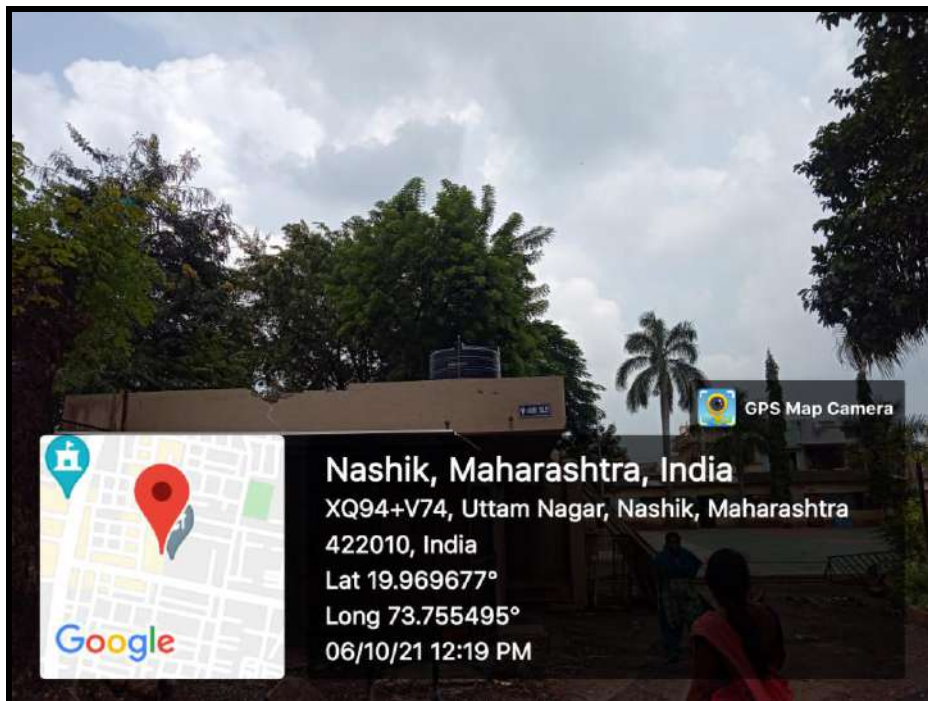 GPS Map Camera
Nashik, Maharashtra, India
XQ94+V74, Uttam Nagar, Nashik, Maharashtra
422010, India
Lat 19.969677°
Long 73.755495°
06/10/21 12:19 PM
Google